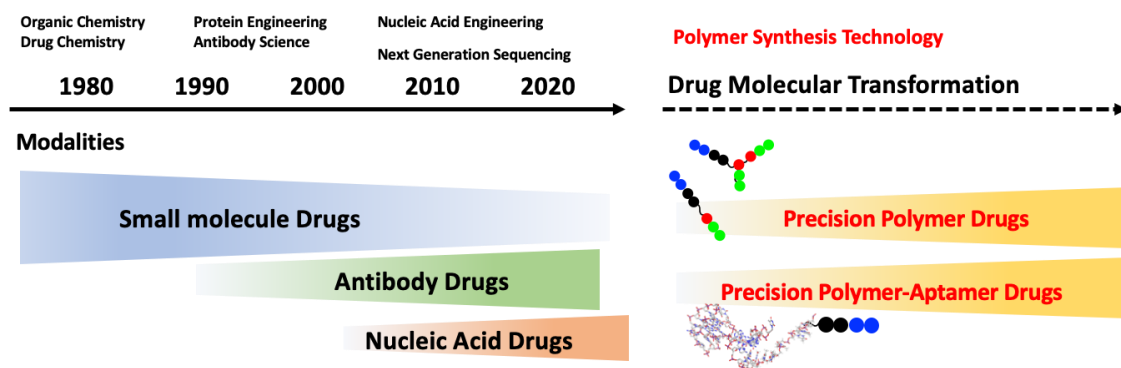 Organic Chemistry
Drug Chemistry
Protein Engineering
Antibody Science
Nucleic Acid Engineering
Next Generation Sequencing
1980 1990 2000 2010 2020
Polymer Synthesis Technology
Drug Molecular Transformation
Modalities
Small molecule Drugs
Antibody Drugs
Nucleic Acid Drugs
Precision Polymer Drugs
Precision Polymer-Aptamer Drugs